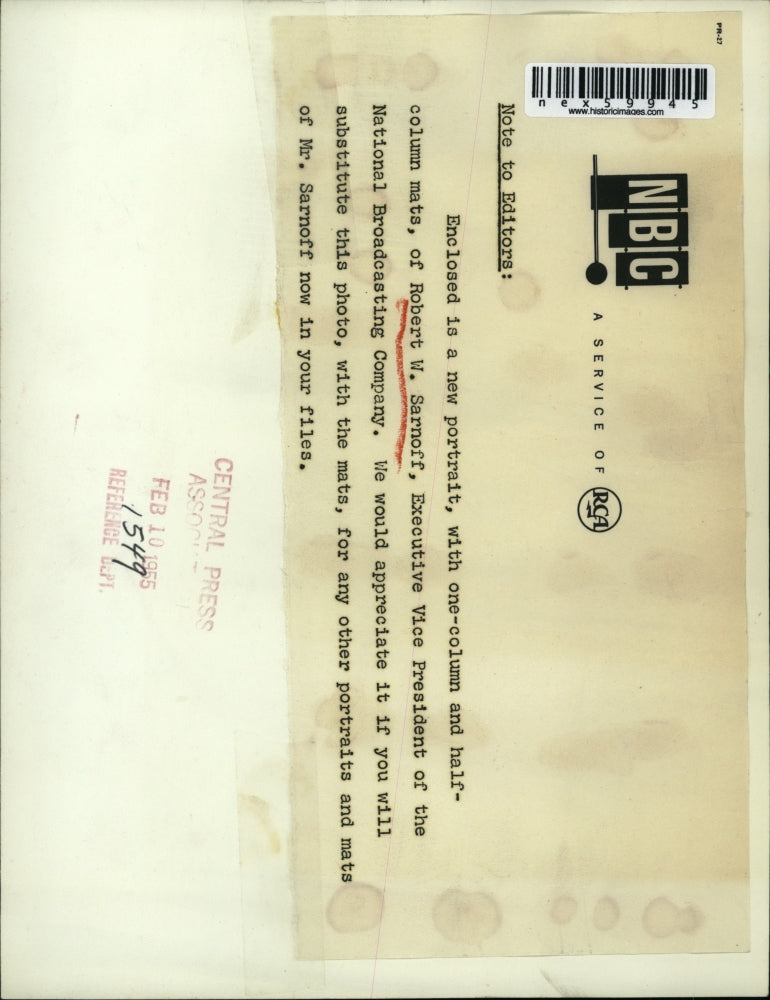 PR-27
nex59945
www.historicimages.com
NBC
A SERVICE OF RCA
Note to Editors:
Enclosed is a new portrait, with one-column and half-
column mats, of Robert W. Sarnoff, Executive Vice President of the
National Broadcasting Company. We would appreciate it if you will
substitute this photo, with the mats, for any other portraits and mats
of Mr. Sarnoff now in your files.
CENTRAL PRESS
FEB 10 1955
1549
REFERENCE DEPT.